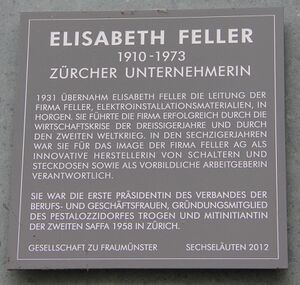 ELISABETH FELLER
1910-1973
ZÜRCHER UNTERNEHMERIN
1931 ÜBERNAHM ELISABETH FELLER DIE LEITUNG DER
FIRMA FELLER, ELEKTROINSTALLATIONSMATERIALIEN, IN
HORGEN. SIE FÜHRTE DIE FIRMA ERFOLGREICH DURCH DIE
WIRTSCHAFTSKRISE DER DREISSIGERJAHRE UND DURCH
DEN ZWEITEN WELTKRIEG. IN DEN SECHZIGERJAHREN
WAR SIE FÜR DAS IMAGE DER FIRMA FELLER AG ALS
INNOVATIVE HERSTELLERIN VON SCHALTERN UND
STECKDOSEN SOWIE ALS VORBILDLICHE ARBEITGEBERIN
VERANTWORTLICH.
SIE WAR DIE ERSTE PRÄSIDENTIN DES VERBANDES DER
BERUFS- UND GESCHÄFTSFRAUEN, GRÜNDUNGSMITGLIED
DES PESTALOZZIDORFES TROGEN UND MITINITIANTIN
DER ZWEITEN SAFFA 1958 IN ZÜRICH.
GESELLSCHAFT ZU FRAUMÜNSTER SECHSELÄUTEN 2012